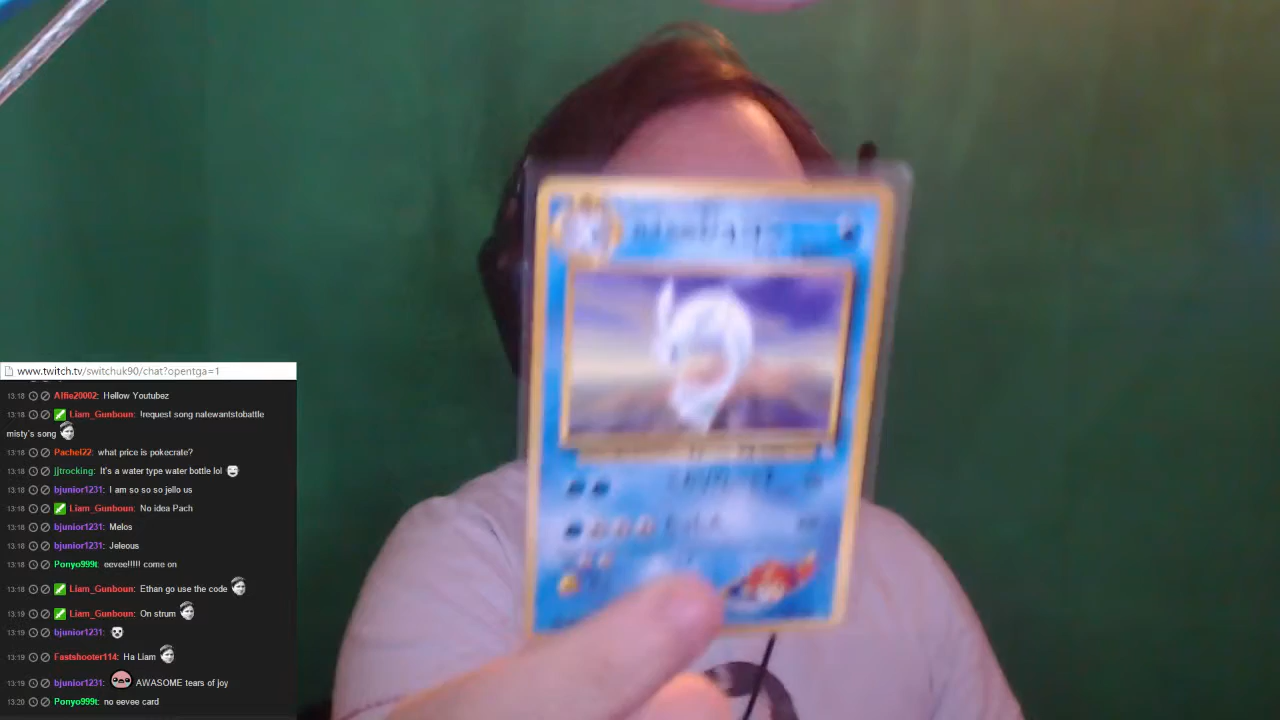 www.twitch.tv/switchuk90/chat?opentga=1
13:18 Alfie20002: Hellow Youtubez
13:18 Liam_Gunboun: !request song natewantstobattle
misty's song
13:18 Pachel22: what price is pokecrate?
13:18 jjtrocking: It's a water type water bottle lol
13:18 bjunior1231: I am so so so jello us
13:18 Liam_Gunboun: No idea Pach
13:18 bjunior1231: Melos
13:18 bjunior1231: Jeleous
13:18 Ponyo999t: eevee!!!!! come on
13:18 Liam_Gunboun: Ethan go use the code
13:19 Liam_Gunboun: On strum
13:19 bjunior1231:
13:19 Fastshooter114: Ha Liam
13:19 bjunior1231: AWASOME tears of joy
13:20 Ponyo999t: no eevee card